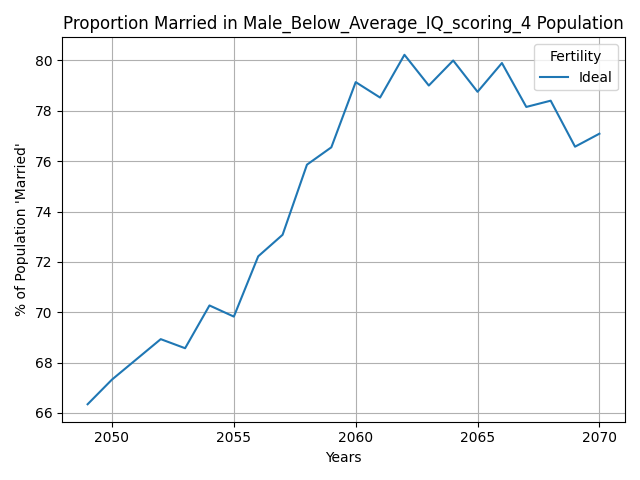 Proportion Married in Male_Below_Average_IQ_scoring_4 Population
Fertility
Ideal
% of Population 'Married'
80
78
76
74
72
70
68
66
2050 2055 2060 2065 2070
Years